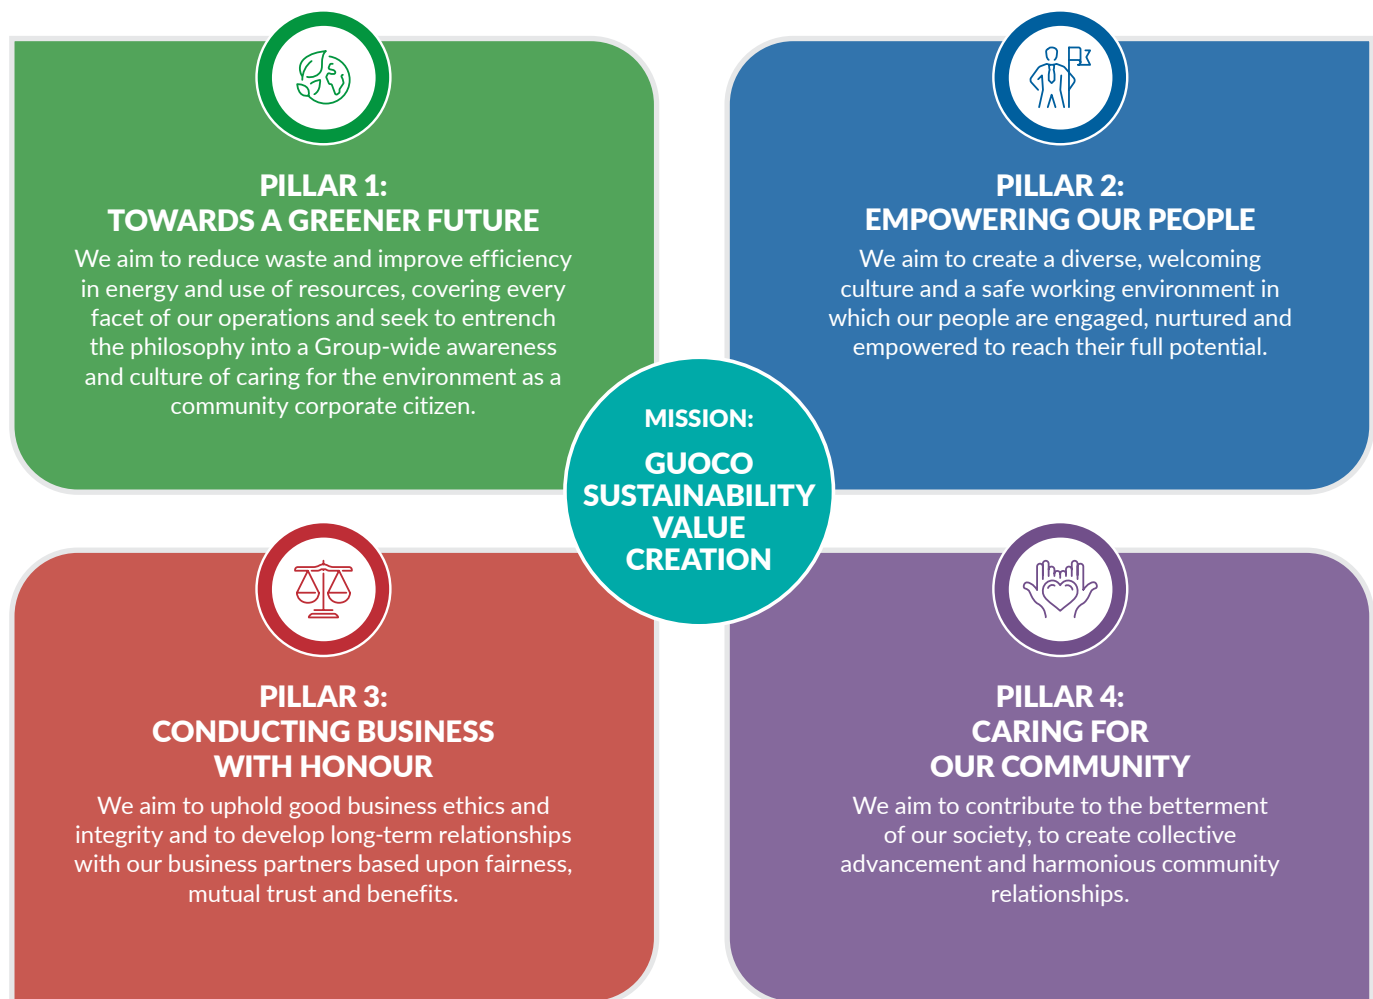 PILLAR 1:
TOWARDS A GREENER FUTURE
We aim to reduce waste and improve efficiency
in energy and use of resources, covering every
facet of our operations and seek to entrench
the philosophy into a Group-wide awareness
and culture of caring for the environment as a
community corporate citizen.
PILLAR 2:
EMPOWERING OUR PEOPLE
We aim to create a diverse, welcoming
culture and a safe working environment in
which our people are engaged, nurtured and
empowered to reach their full potential.
MISSION:
GUOCO
SUSTAINABILITY
VALUE
CREATION
PILLAR 3:
CONDUCTING BUSINESS
WITH HONOUR
We aim to uphold good business ethics and
integrity and to develop long-term relationships
with our business partners based upon fairness,
mutual trust and benefits.
PILLAR 4:
CARING FOR
OUR COMMUNITY
We aim to contribute to the betterment
of our society, to create collective
advancement and harmonious community
relationships.